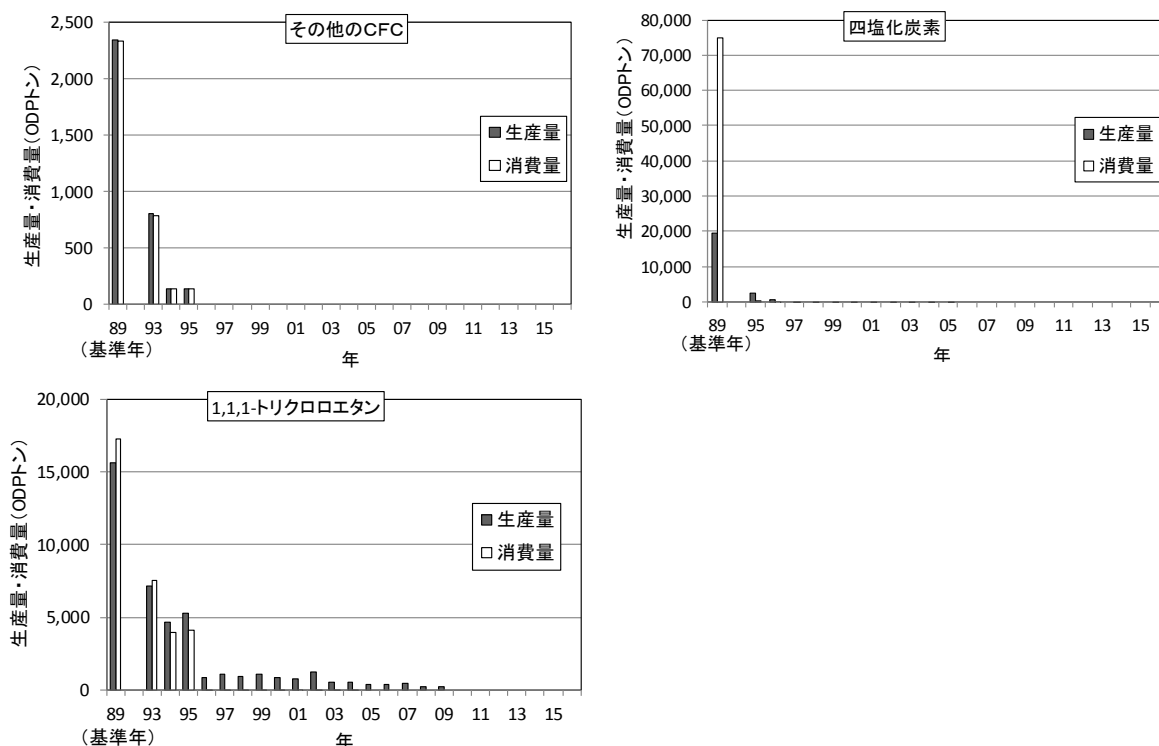 その他のCFC
生産量・消費量(ODPトン)
2,500
2,000
1,500
1,000
500
0
生産量
消費量
89 93 95 97 99 01 03 05 07 09 11 13 15
(基準年)
年
四塩化炭素
生産量・消費量(ODPトン)
80,000
70,000
60,000
50,000
40,000
30,000
20,000
10,000
0
生産量
消費量
89 95 97 99 01 03 05 07 09 11 13 15
(基準年)
年
1,1,1-トリクロロエタン
生産量・消費量(ODPトン)
20,000
15,000
10,000
5,000
0
生産量
消費量
89 93 95 97 99 01 03 05 07 09 11 13 15
(基準年)
年